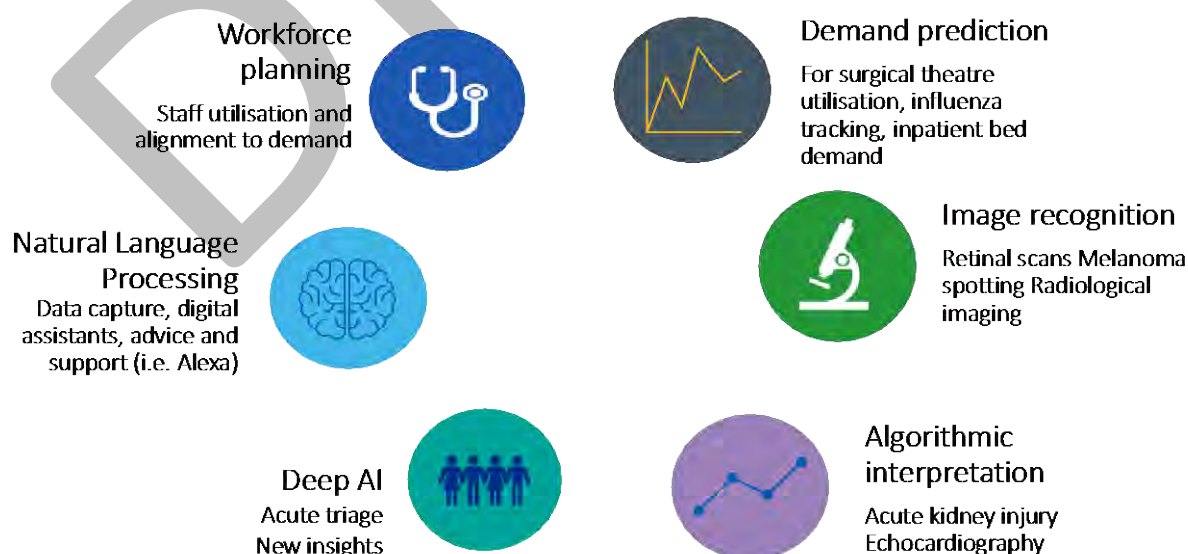 Workforce
planning
Staff utilisation and
alignment to demand
Demand prediction
For surgical theatre
utilisation, influenza
tracking, inpatient bed
demand
Natural Language
Processing
Data capture, digital
assistants, advice and
support (i.e. Alexa)
Image recognition
Retinal scans Melanoma
spotting Radiological
imaging
Deep AI
Acute triage
New insights
Algorithmic
interpretation
Acute kidney injury
Echocardiography